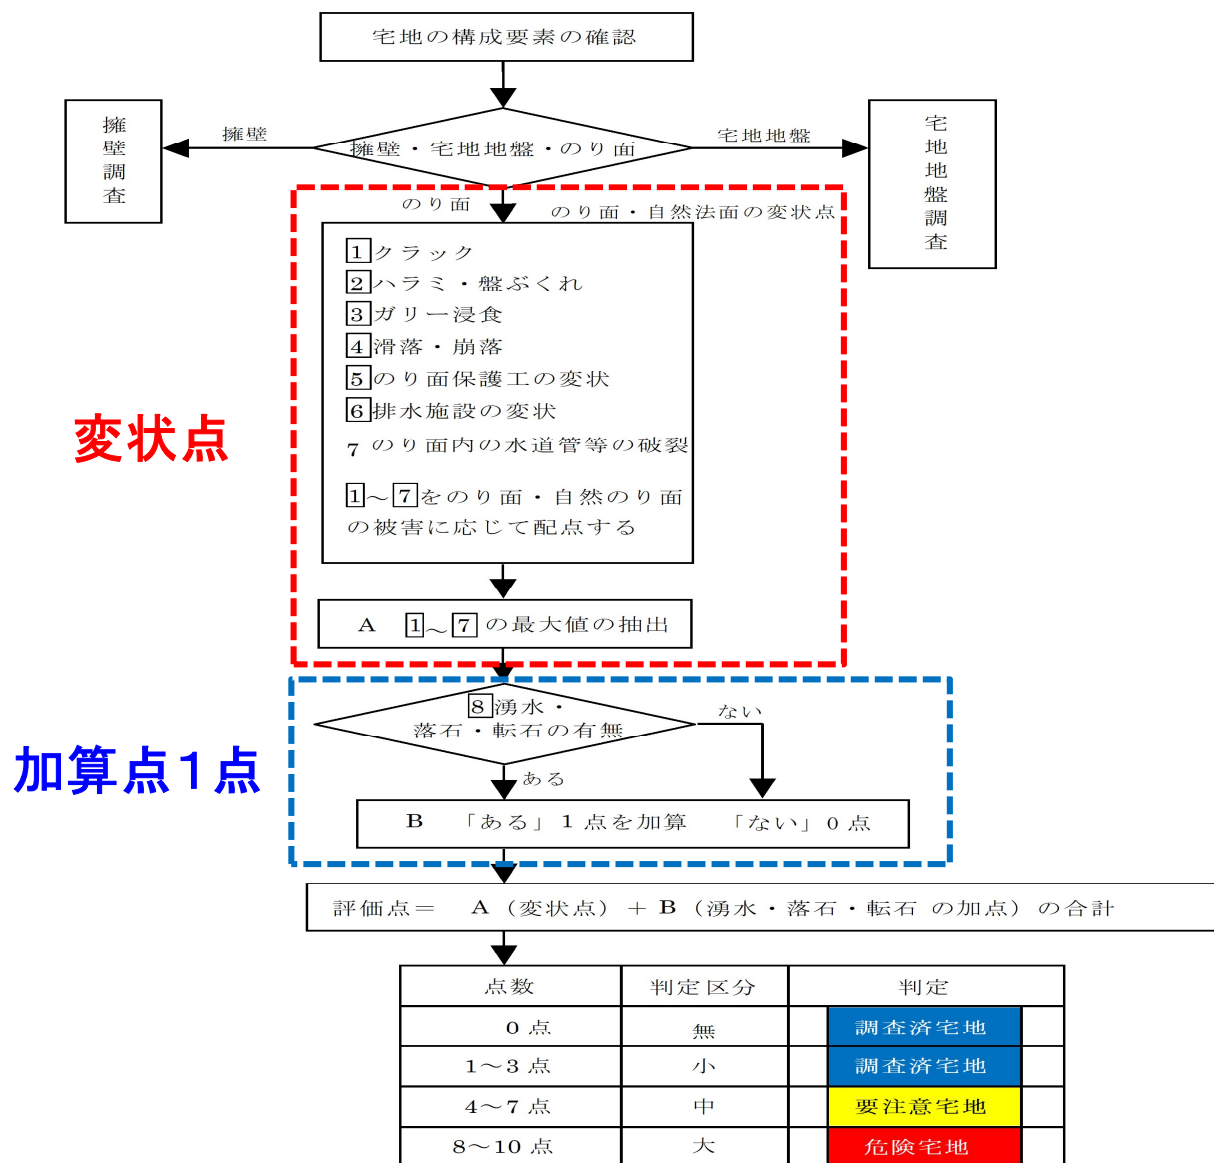 宅地の構成要素の確認
擁壁・宅地地盤・のり面
擁壁
宅地地盤
擁壁調査
宅地地盤調査
のり面
のり面・自然法面の変状点
1クラック
2ハラミ・盤ぶくれ
3ガリー浸食
4滑落・崩落
5のり面保護工の変状
6排水施設の変状
7 のり面内の水道管等の破裂
1～7をのり面・自然のり面
の被害に応じて配点する
変状点
A 1～7の最大値の抽出
8湧水・
落石・転石の有無
ない
ある
加算点1点
B 「ある」1点を加算 「ない」0点
評価点＝ A（変状点）＋B（湧水・落石・転石 の加点）の合計
点数 判定区分 判定
0点 無 調査済宅地
1～3点 小 調査済宅地
4～7点 中 要注意宅地
8～10点 大 危険宅地